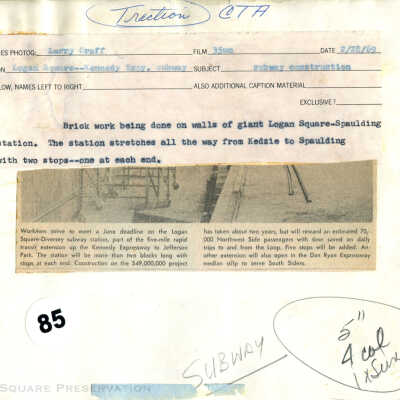 Traction CTA
ES PHOTOG: Larry Graff FILM 35mm DATE 2/28/69
ON Logan Square--Kennedy Expy. subway SUBJECT subway construction
LOW, NAMES LEFT TO RIGHT) ALSO ADDITIONAL CAPTION MATERIAL
EXCLUSIVE?
Brick work being done on walls of giant Logan Square-Spaulding
station. The station stretches all the way from Kedzie to Spaulding
with two stops--one at each end.
Workmen strive to meet a June deadline on the Logan
Square-Diversey subway station, part of the five-mile rapid
transit extension up the Kennedy Expressway to Jefferson
Park. The station will be more than two blocks long with
stops at each end. Construction on the $49,000,000 project
has taken about two years, but will reward an estimated 70,-
000 Northwest Side passengers with time saved on daily
trips to and from the Loop. Five stops will be added. An-
other extension will also open in the Dan Ryan Expressway
median slip to serve South Siders.
85
SUBWAY
5"
4 col
1 x Sun
SQUARE PRESERVATION